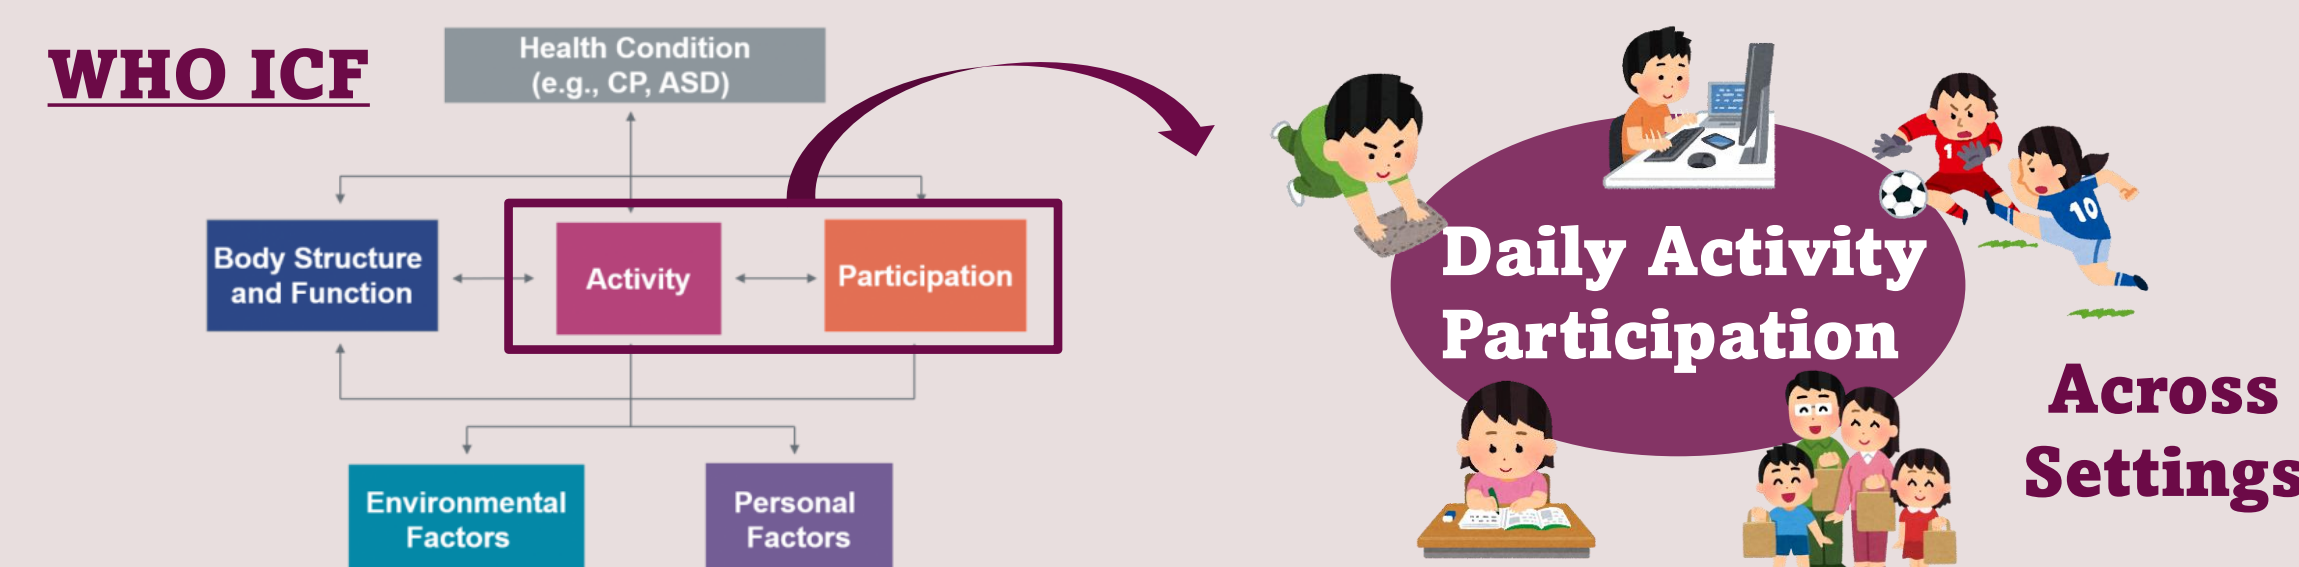 WHO ICF
Health Condition
(e.g., CP, ASD)
Body Structure
and Function
Activity
Participation
Environmental
Factors
Personal
Factors
Daily Activity
Participation
1
10
Across
Settings